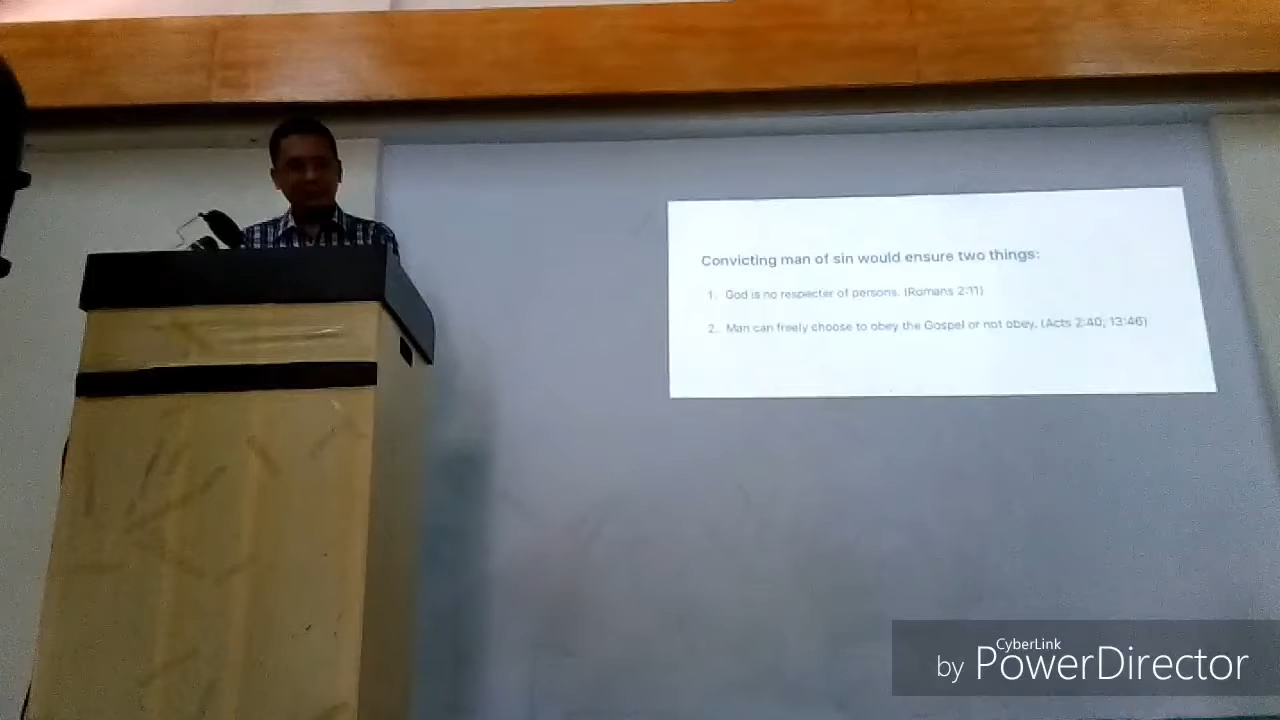 Convicting man of sin would ensure two things:
1. God is no respecter of persons. (Romans 2:11)
2. Man can freely choose to obey the Gospel or not obey. (Acts 2:40; 13:46)
CyberLink
by PowerDirector